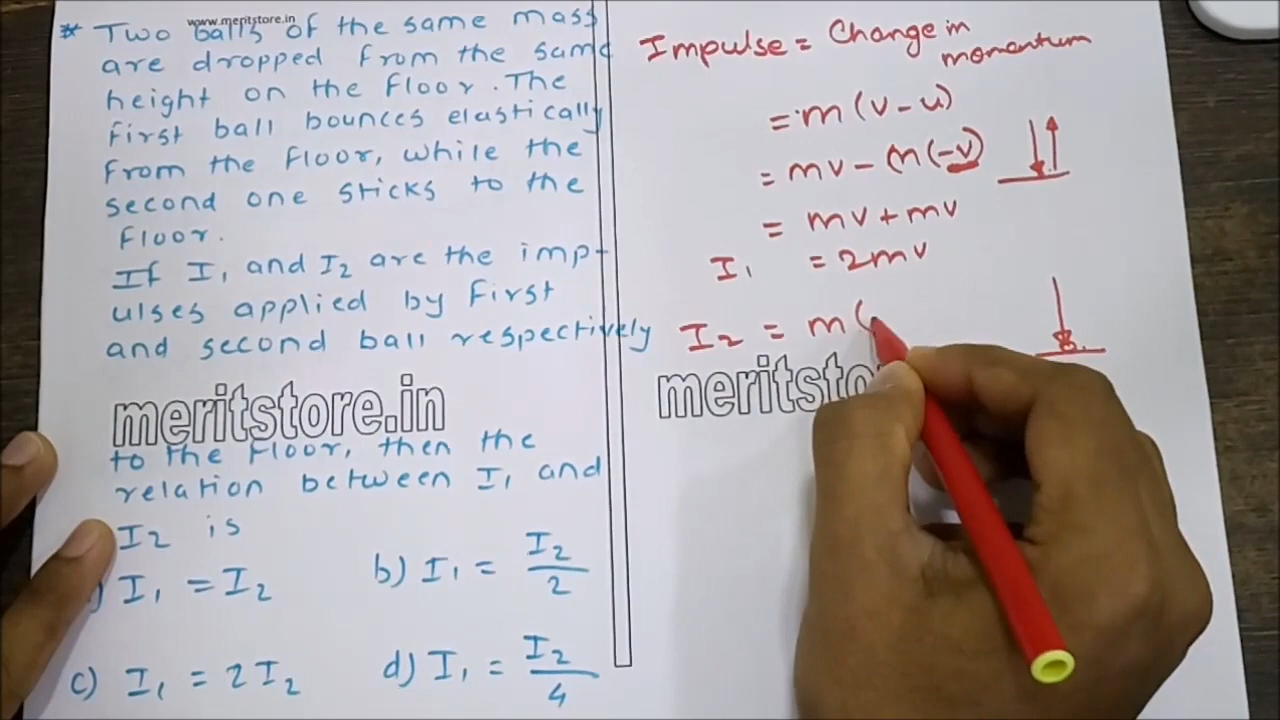 www.meritstore.in
* Two balls of the same mass
are dropped from the same
height on the floor. The
first ball bounces elastically
from the floor, while the
second one sticks to the
floor.
If I₁ and I₂ are the imp-
ulses applied by first
and second ball respectively
meritstore.in
to the floor, then the
relation between I₁ and
I₂ is
) I₁ = I₂
b) I₁ = I₂/2
c) I₁ = 2I₂
d) I₁ = I₂/4
Impulse = Change in
momentum
= m(v-u)
= mv - m(-v)
= mv + mv
I₁ = 2mv
I₂ = m(
meritsto